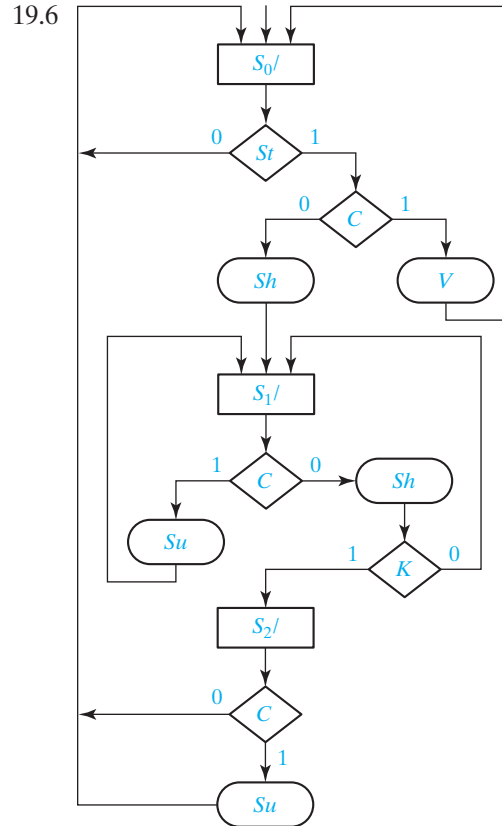 19.6
S₀/
0 St 1
0 C 1
Sh V
S₁/
1 C 0 Sh
Su
1 K 0
S₂/
0 C
1
Su